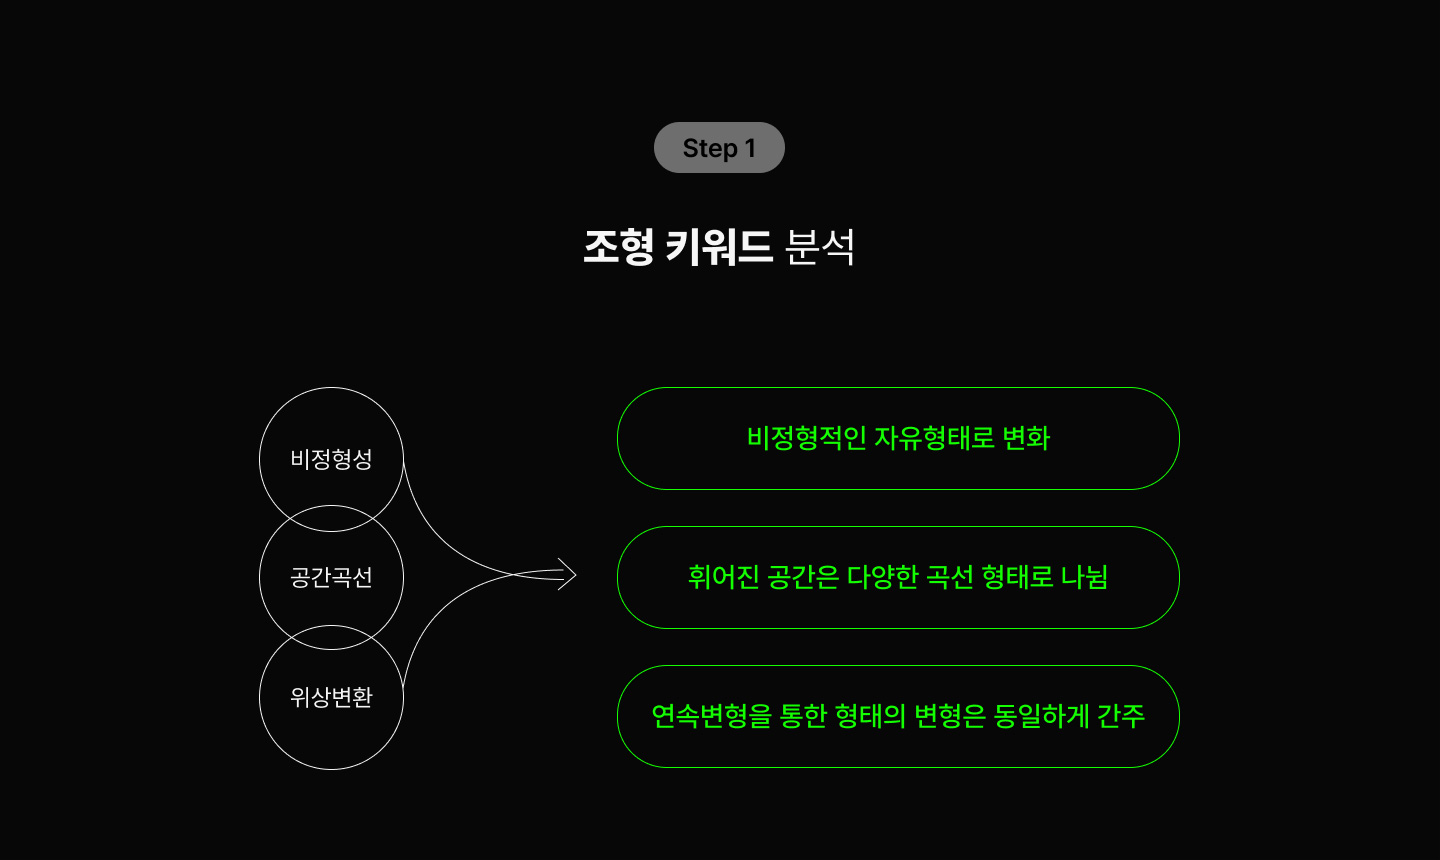 Step 1
조형 키워드 분석
비정형성
공간곡선
위상변환
비정형적인 자유형태로 변화
휘어진 공간은 다양한 곡선 형태로 나뉨
연속변형을 통한 형태의 변형은 동일하게 간주